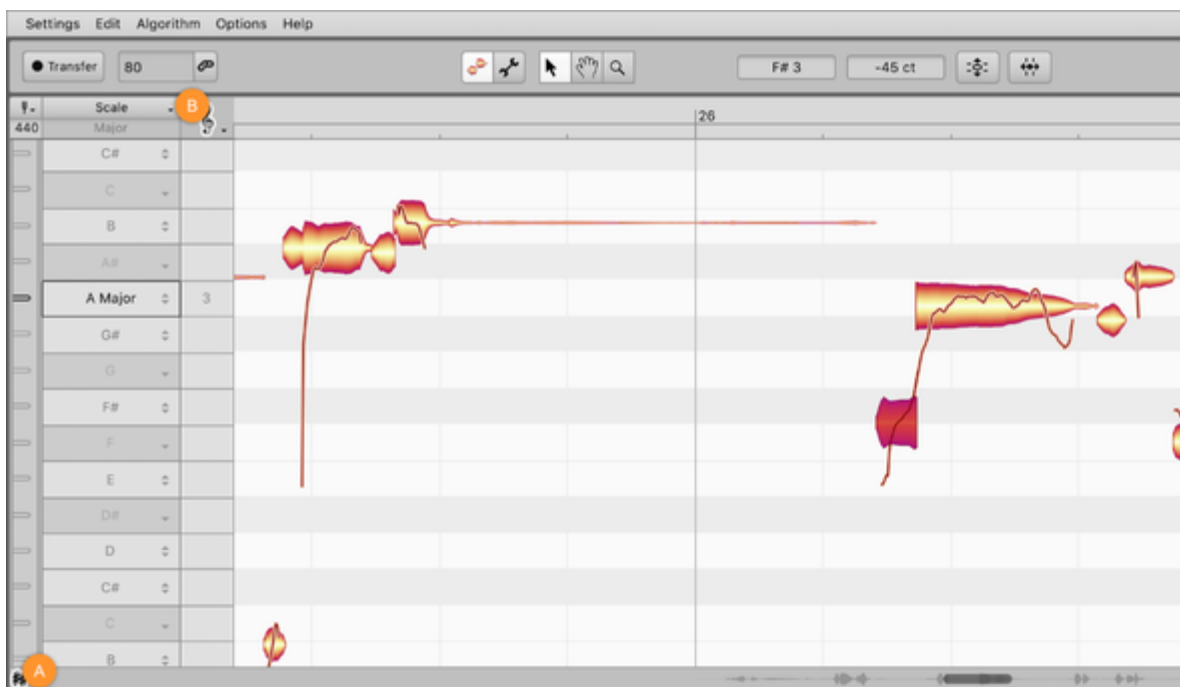 Settings Edit Algorithm Options Help
Transfer 80 F# 3 -45 ct
Scale B
440 Major 26
C#
C
B
A#
A Major 3
G#
G
F#
F
E
D#
D
C#
C
B
A